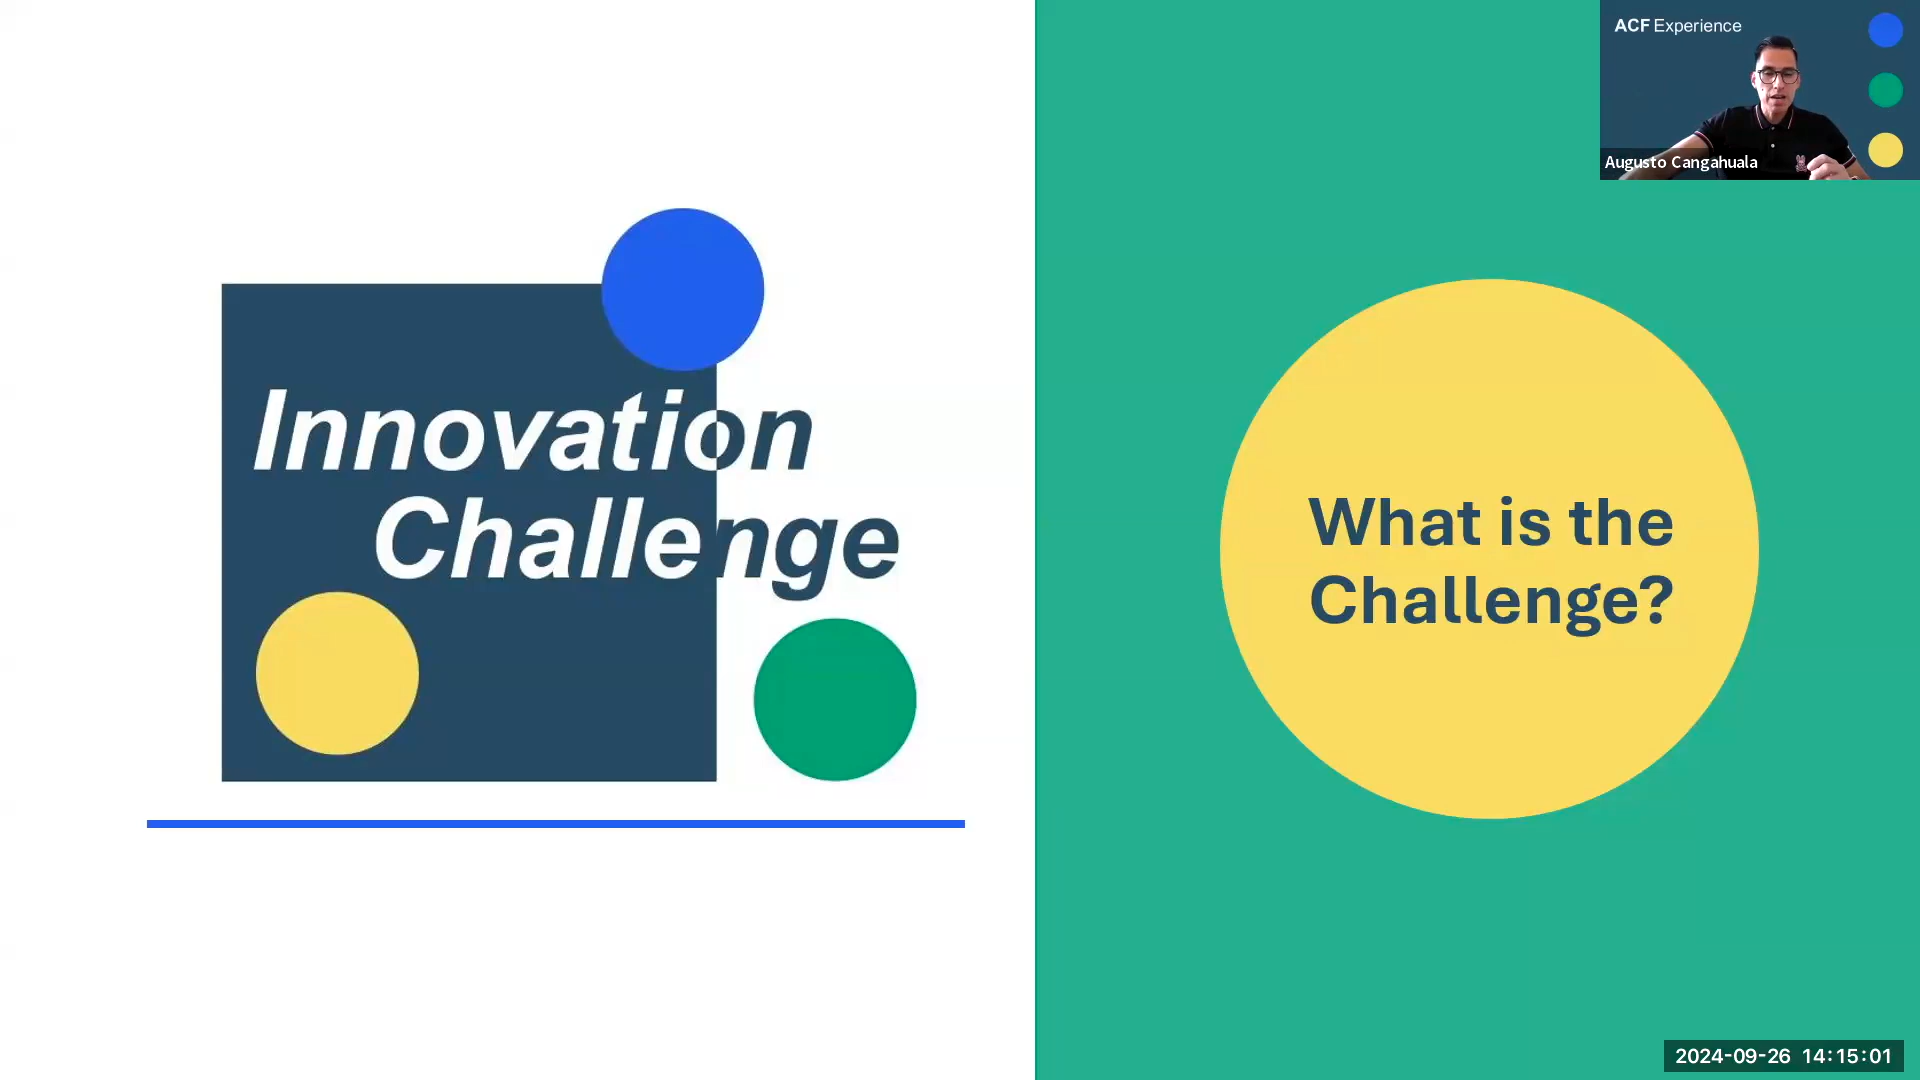 ACF Experience
Augusto Cangahuala
Innovation
Challenge
What is the
Challenge?
2024-09-26 14:15:01